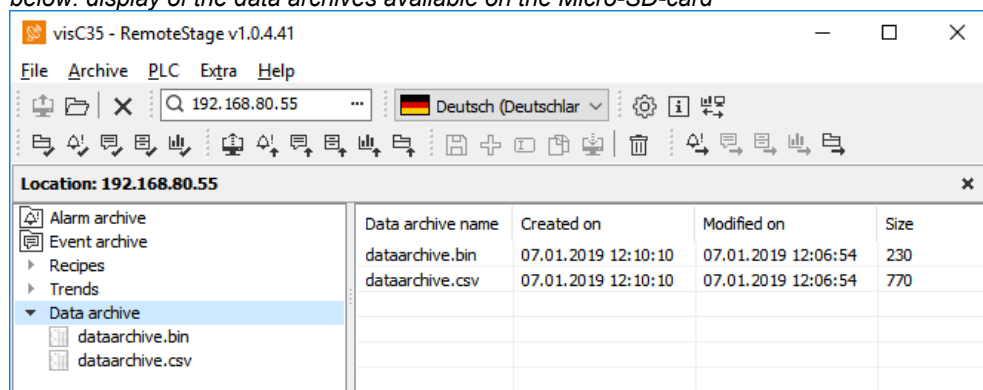 below: display of the data archives available on the Micro-SD-card
visC35 - RemoteStage v1.0.4.41
File Archive PLC Extra Help
192.168.80.55 ... Deutsch (Deutschlar
Location: 192.168.80.55
Alarm archive
Event archive
Recipes
Trends
Data archive
dataarchive.bin
dataarchive.csv
Data archive name Created on Modified on Size
dataarchive.bin 07.01.2019 12:10:10 07.01.2019 12:06:54 230
dataarchive.csv 07.01.2019 12:10:10 07.01.2019 12:06:54 770